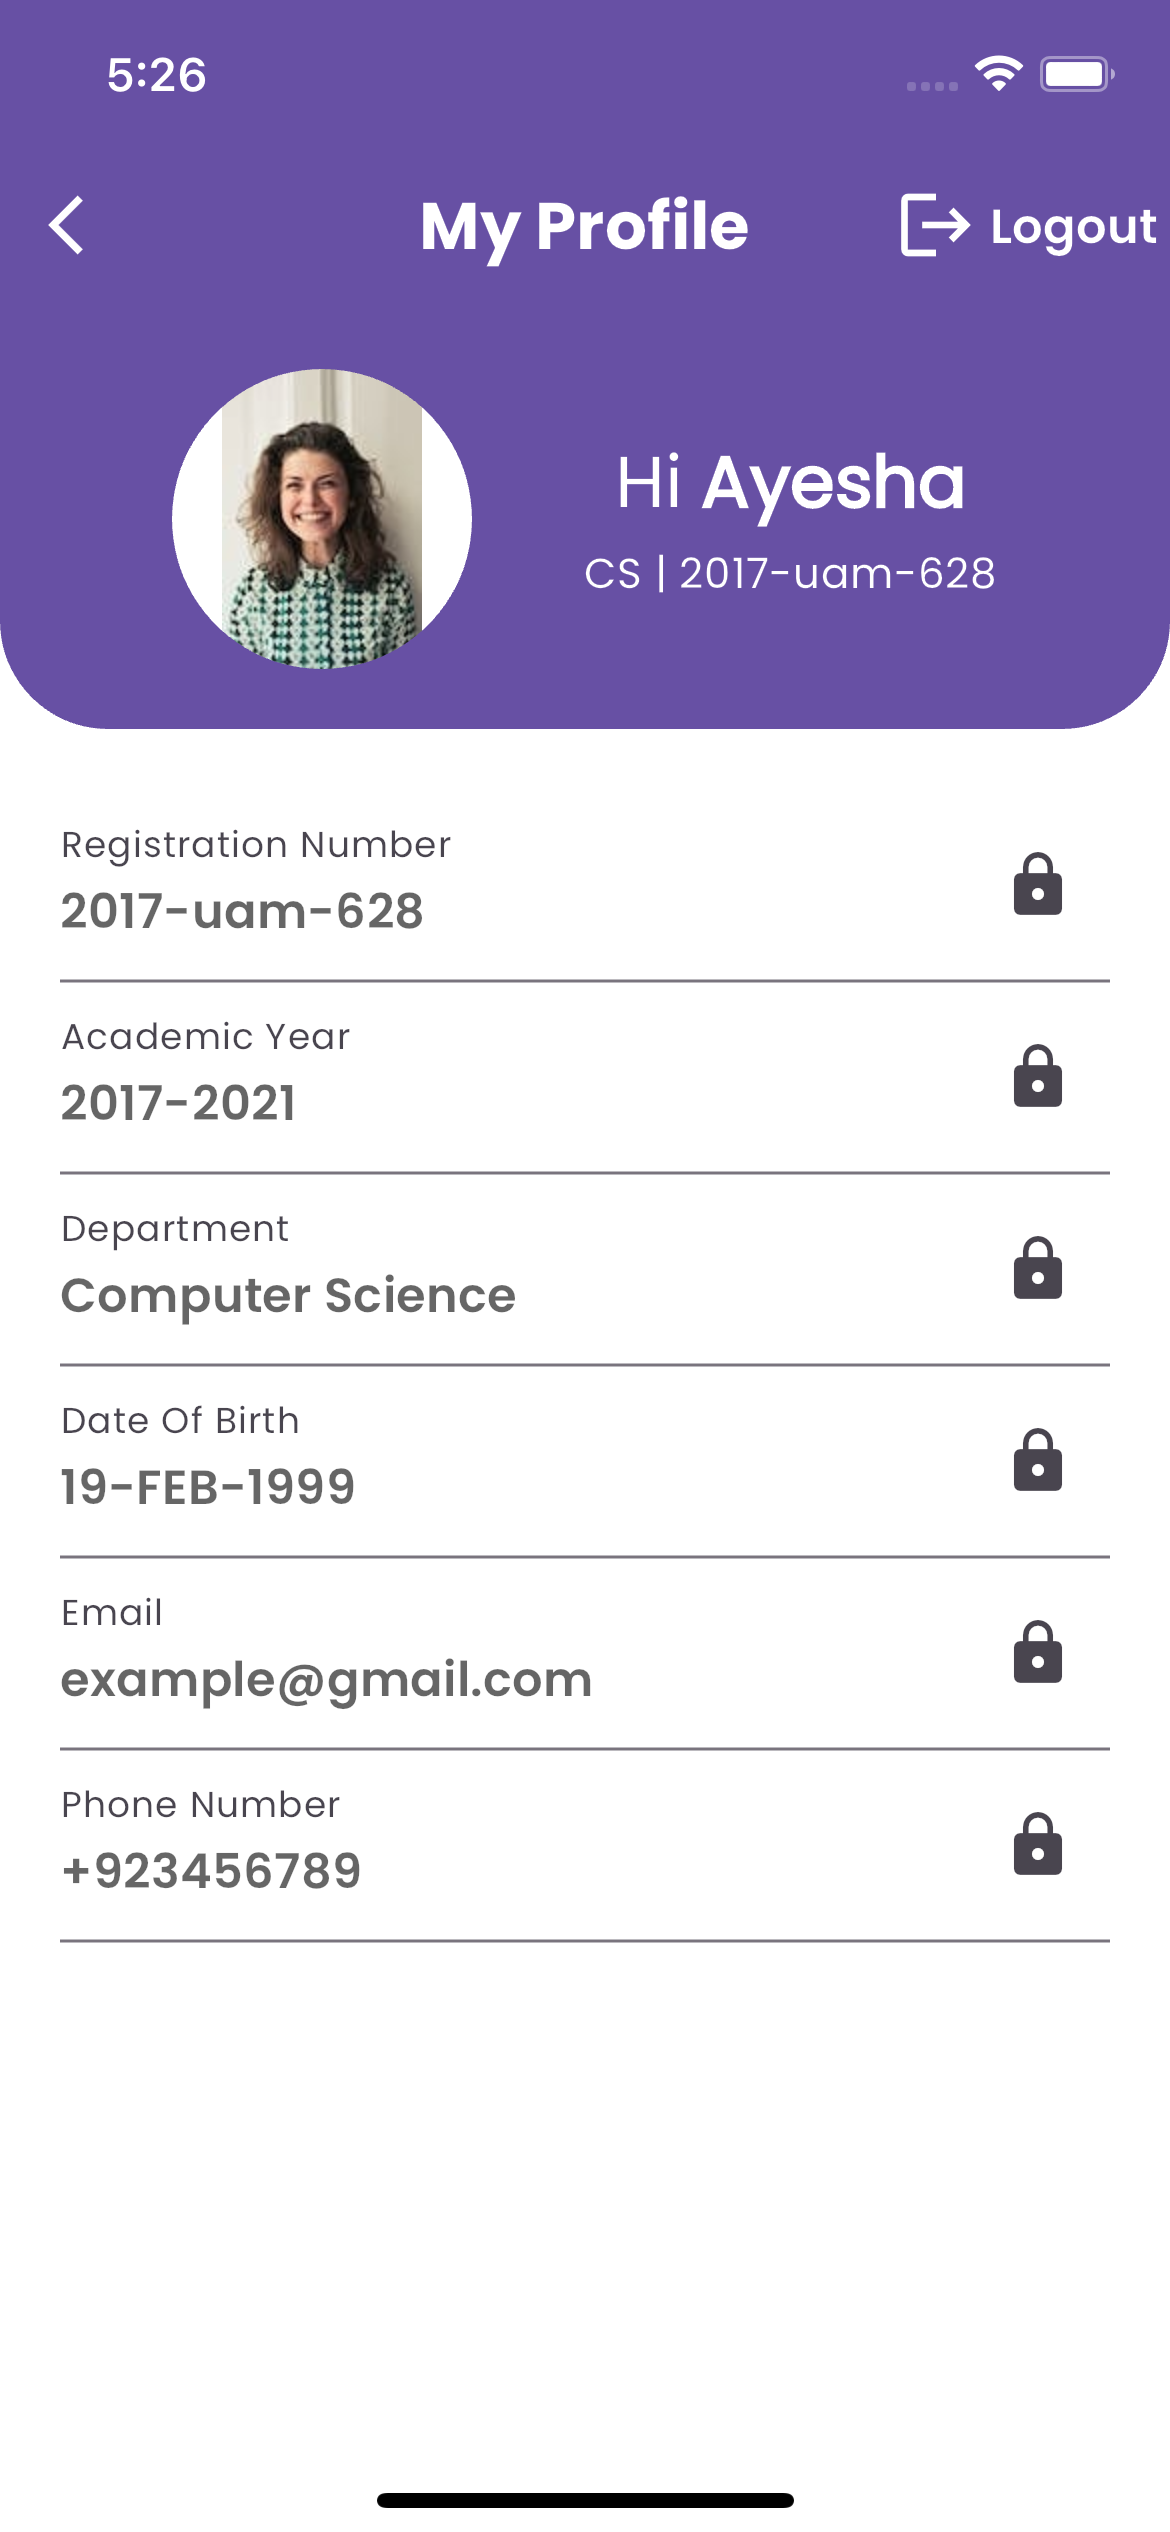 5:26
My Profile
Logout
Hi Ayesha
CS | 2017-uam-628
Registration Number
2017-uam-628
Academic Year
2017-2021
Department
Computer Science
Date Of Birth
19-FEB-1999
Email
example@gmail.com
Phone Number
+923456789